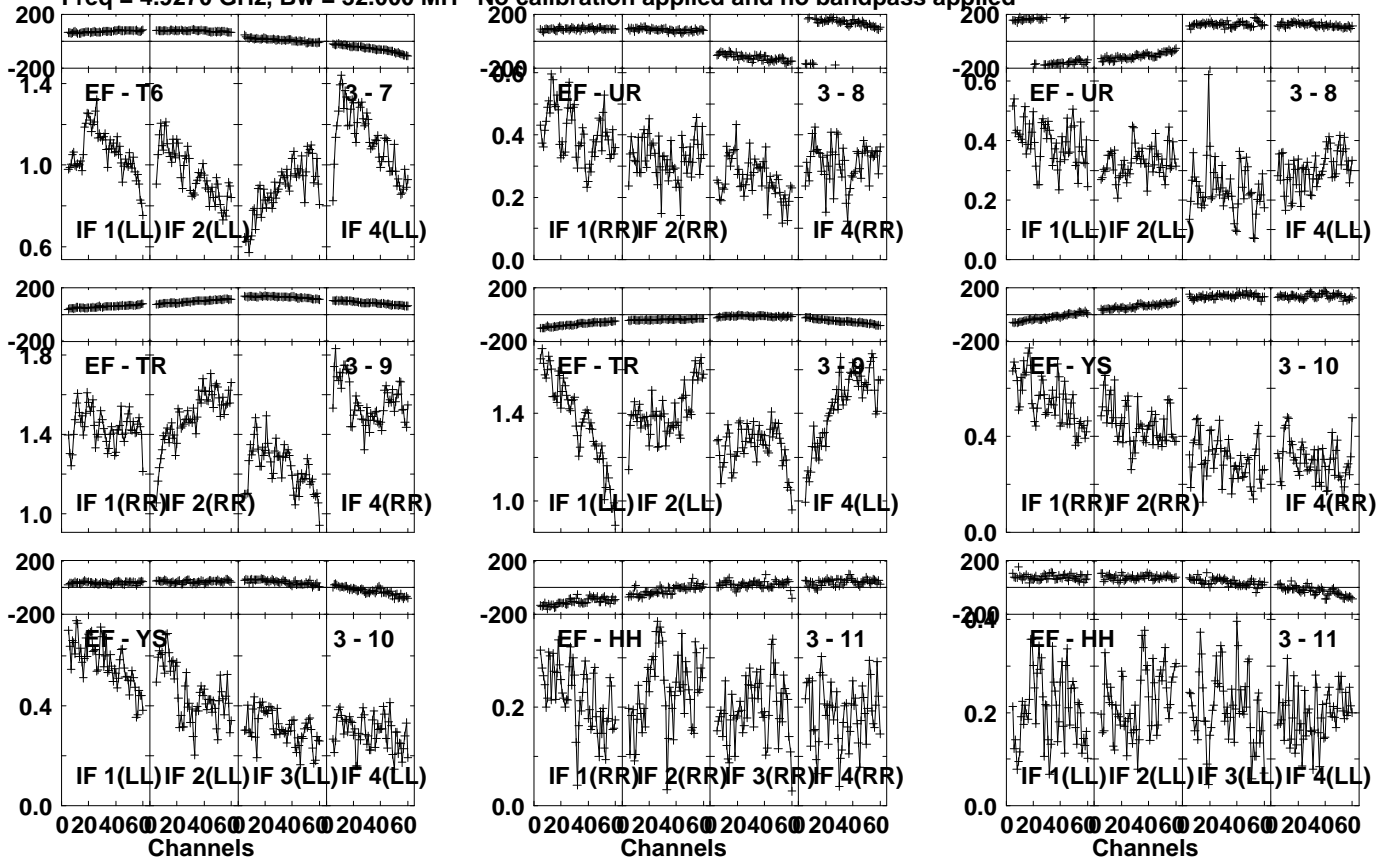 Freq = 4.9270 GHz, Bw = 32.000 MH No calibration applied and no bandpass applied
200
-200
1.4
1.0
0.6
EF - T6
3 - 7
IF 1(LL)
IF 2(LL)
IF 4(LL)
200
-200
0.6
0.4
0.2
0.0
EF - UR
3 - 8
IF 1(RR)
IF 2(RR)
IF 4(RR)
200
-200
0.6
0.4
0.2
0.0
EF - UR
3 - 8
IF 1(LL)
IF 2(LL)
IF 4(LL)
200
-200
1.8
1.4
1.0
EF - TR
3 - 9
IF 1(RR)
IF 2(RR)
IF 4(RR)
200
-200
1.4
1.0
EF - TR
3 - 9
IF 1(LL)
IF 2(LL)
IF 4(LL)
200
-200
0.4
0.0
EF - YS
3 - 10
IF 1(RR)
IF 2(RR)
IF 4(RR)
200
-200
0.4
0.0
EF - YS
3 - 10
IF 1(LL)
IF 2(LL)
IF 3(LL)
IF 4(LL)
0 20 40 60 0 20 40 60 0 20 40 60 0 20 40 60
Channels
200
-200
0.2
0.0
EF - HH
3 - 11
IF 1(RR)
IF 2(RR)
IF 3(RR)
IF 4(RR)
0 20 40 60 0 20 40 60 0 20 40 60 0 20 40 60
Channels
200
-200
0.4
0.2
0.0
EF - HH
3 - 11
IF 1(LL)
IF 2(LL)
IF 3(LL)
IF 4(LL)
0 20 40 60 0 20 40 60 0 20 40 60 0 20 40 60
Channels